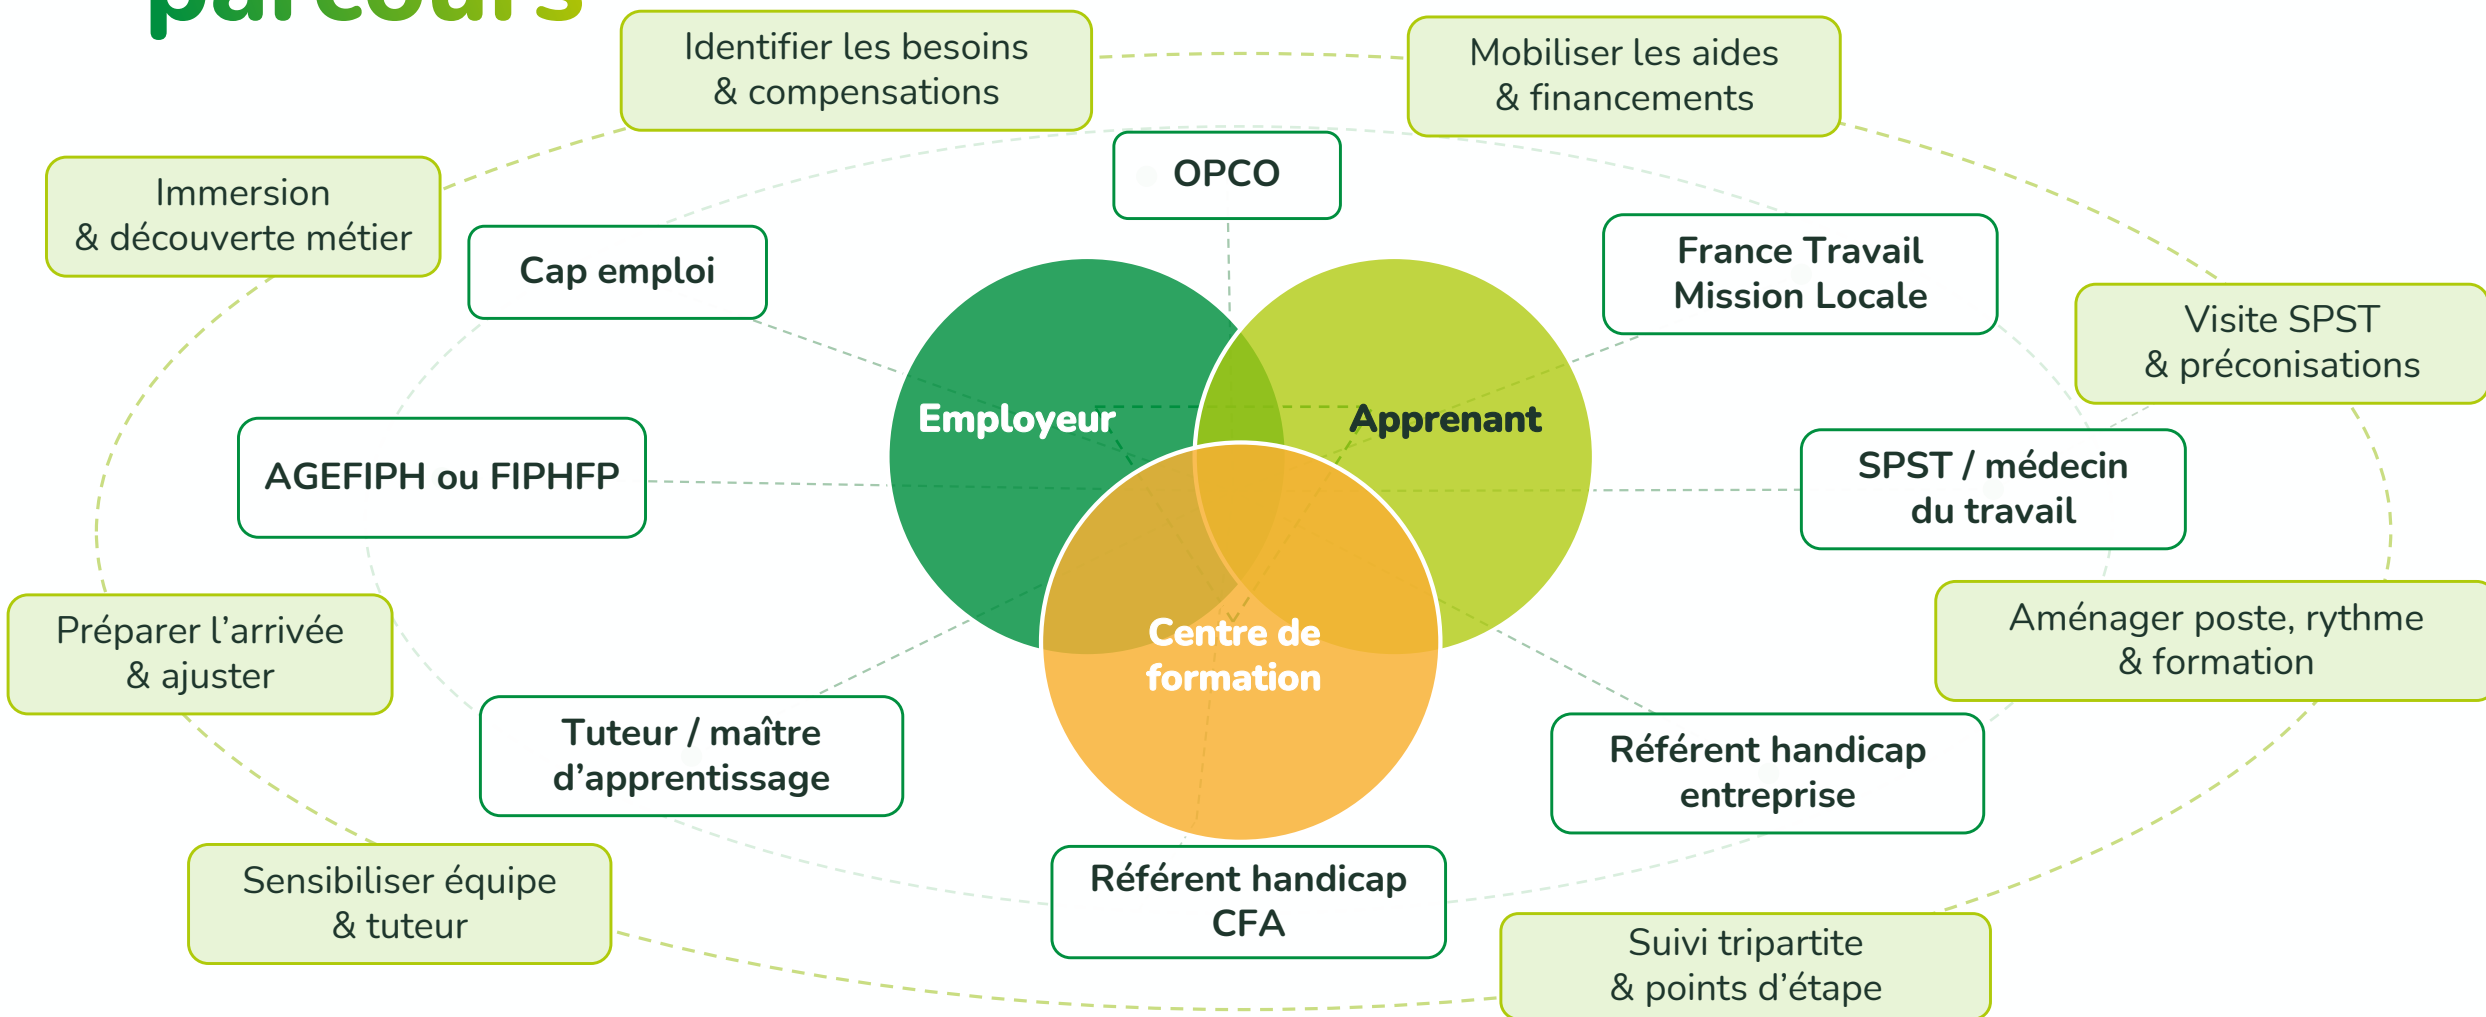 parcours
Identifier les besoins
& compensations
Mobiliser les aides
& financements
Immersion
& découverte métier
OPCO
Cap emploi
France Travail
Mission Locale
Visite SPST
& préconisations
Employeur
Apprenant
AGEFIPH ou FIPHFP
SPST / médecin
du travail
Préparer l’arrivée
& ajuster
Centre de
formation
Aménager poste, rythme
& formation
Tuteur / maître
d’apprentissage
Référent handicap
entreprise
Sensibiliser équipe
& tuteur
Référent handicap
CFA
Suivi tripartite
& points d’étape